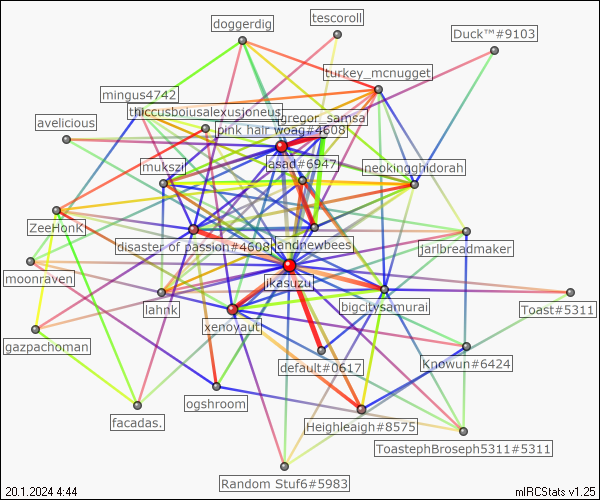 tescoroll
doggerdig
Duck™#9103
turkey_mcnugget
mingus4742
thiccusboiusalexusjoneus
gregor_samsa
avelicious
pink hair woag#4608
asad#6947
mukszi
neokingghidorah
ZeeHonk
disaster of passion#4608
kandnewbees
jarlbreadmaker
moonraven
jkasuzu
lahnk
bigcitysamurai
Toast#5311
xenoyaut
gazpachoman
default#0617
Knowun#6424
facadas.
ogshroom
Heighleaigh#8575
ToastephBroseph5311#5311
Random Stuf6#5983
20.1.2024 4:44
mIRCStats v1.25